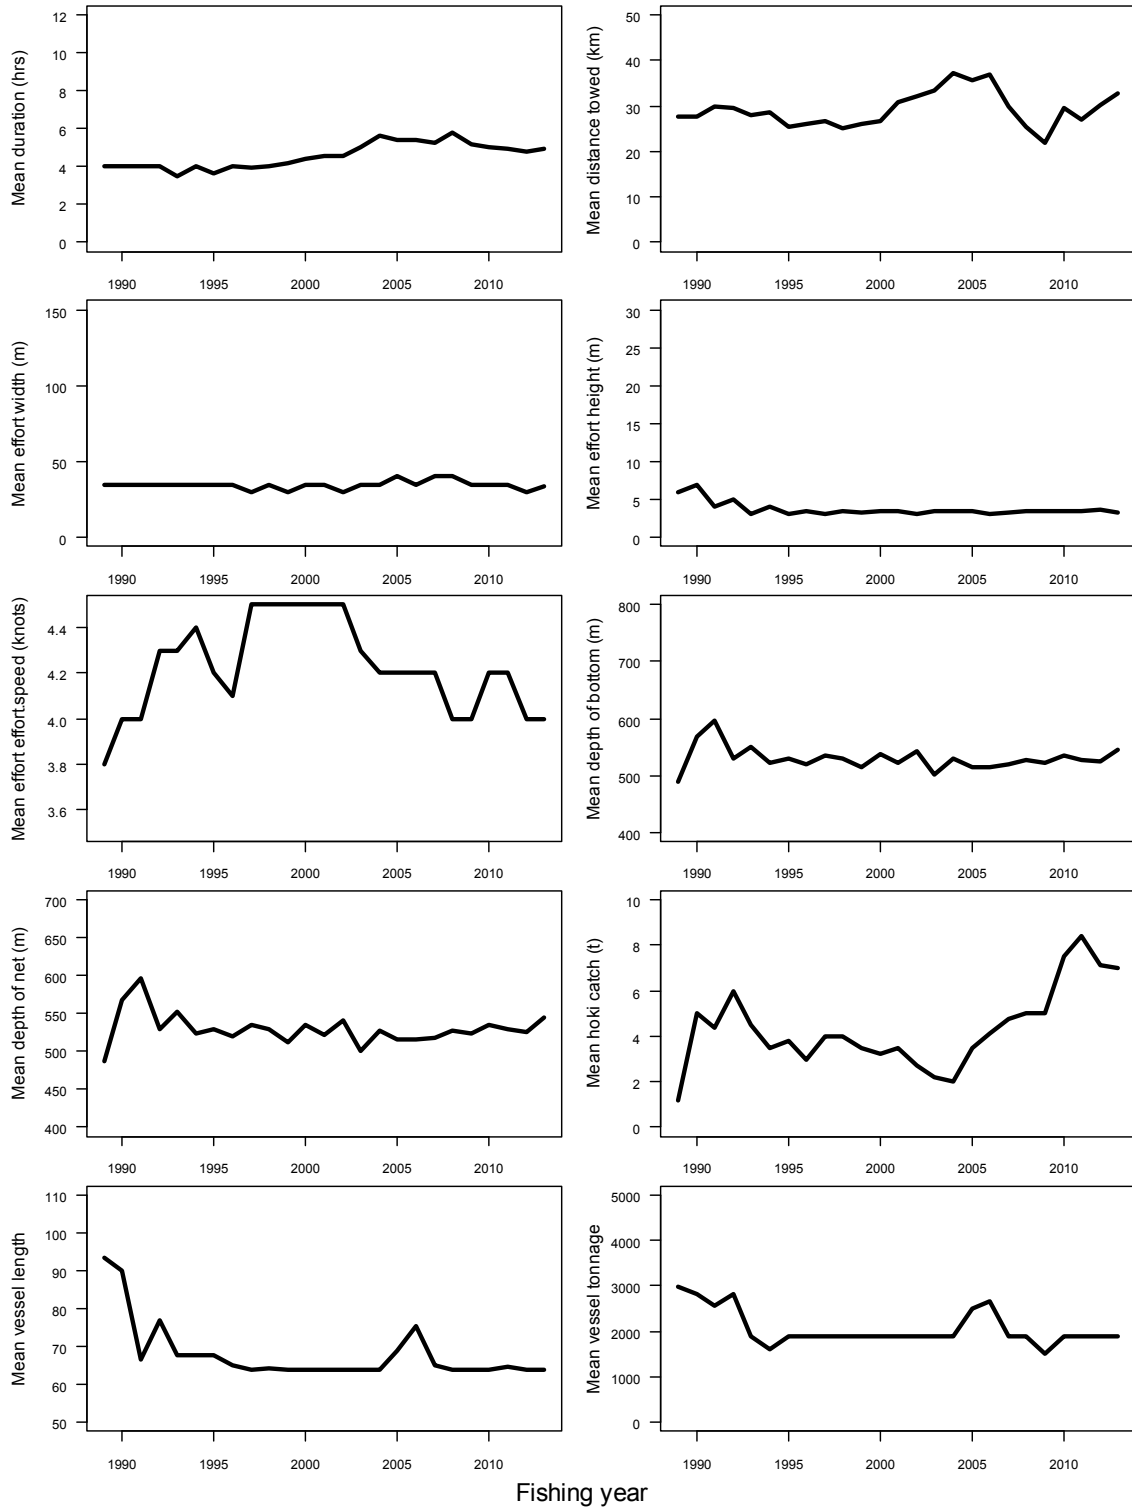 Mean duration (hrs)
12
10
8
6
4
2
0
1990 1995 2000 2005 2010
Mean distance towed (km)
50
40
30
20
10
0
1990 1995 2000 2005 2010
Mean effort width (m)
150
100
50
0
1990 1995 2000 2005 2010
Mean effort height (m)
30
25
20
15
10
5
0
1990 1995 2000 2005 2010
Mean effort effort.speed (knots)
4.4
4.2
4.0
3.8
3.6
1990 1995 2000 2005 2010
Mean depth of bottom (m)
800
700
600
500
400
1990 1995 2000 2005 2010
Mean depth of net (m)
700
650
600
550
500
450
400
1990 1995 2000 2005 2010
Mean hoki catch (t)
10
8
6
4
2
0
1990 1995 2000 2005 2010
Mean vessel length
110
100
90
80
70
60
50
1990 1995 2000 2005 2010
Mean vessel tonnage
5000
4000
3000
2000
1000
0
1990 1995 2000 2005 2010
Fishing year